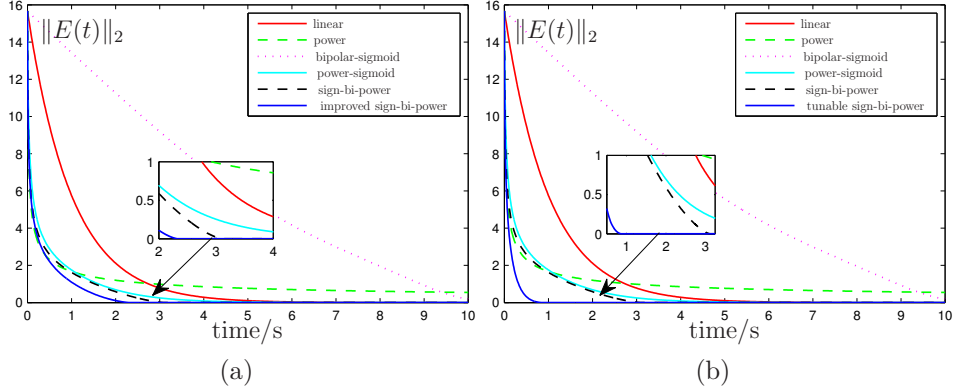 16
14
12
10
8
6
4
2
0
‖E(t)‖₂
linear
power
bipolar-sigmoid
power-sigmoid
sign-bi-power
improved sign-bi-power
1
0.5
0
2 3 4
0 1 2 3 4 5 6 7 8 9 10
time/s
(a)
16
14
12
10
8
6
4
2
0
‖E(t)‖₂
linear
power
bipolar-sigmoid
power-sigmoid
sign-bi-power
tunable sign-bi-power
1
0.5
0
1 2 3
0 1 2 3 4 5 6 7 8 9 10
time/s
(b)